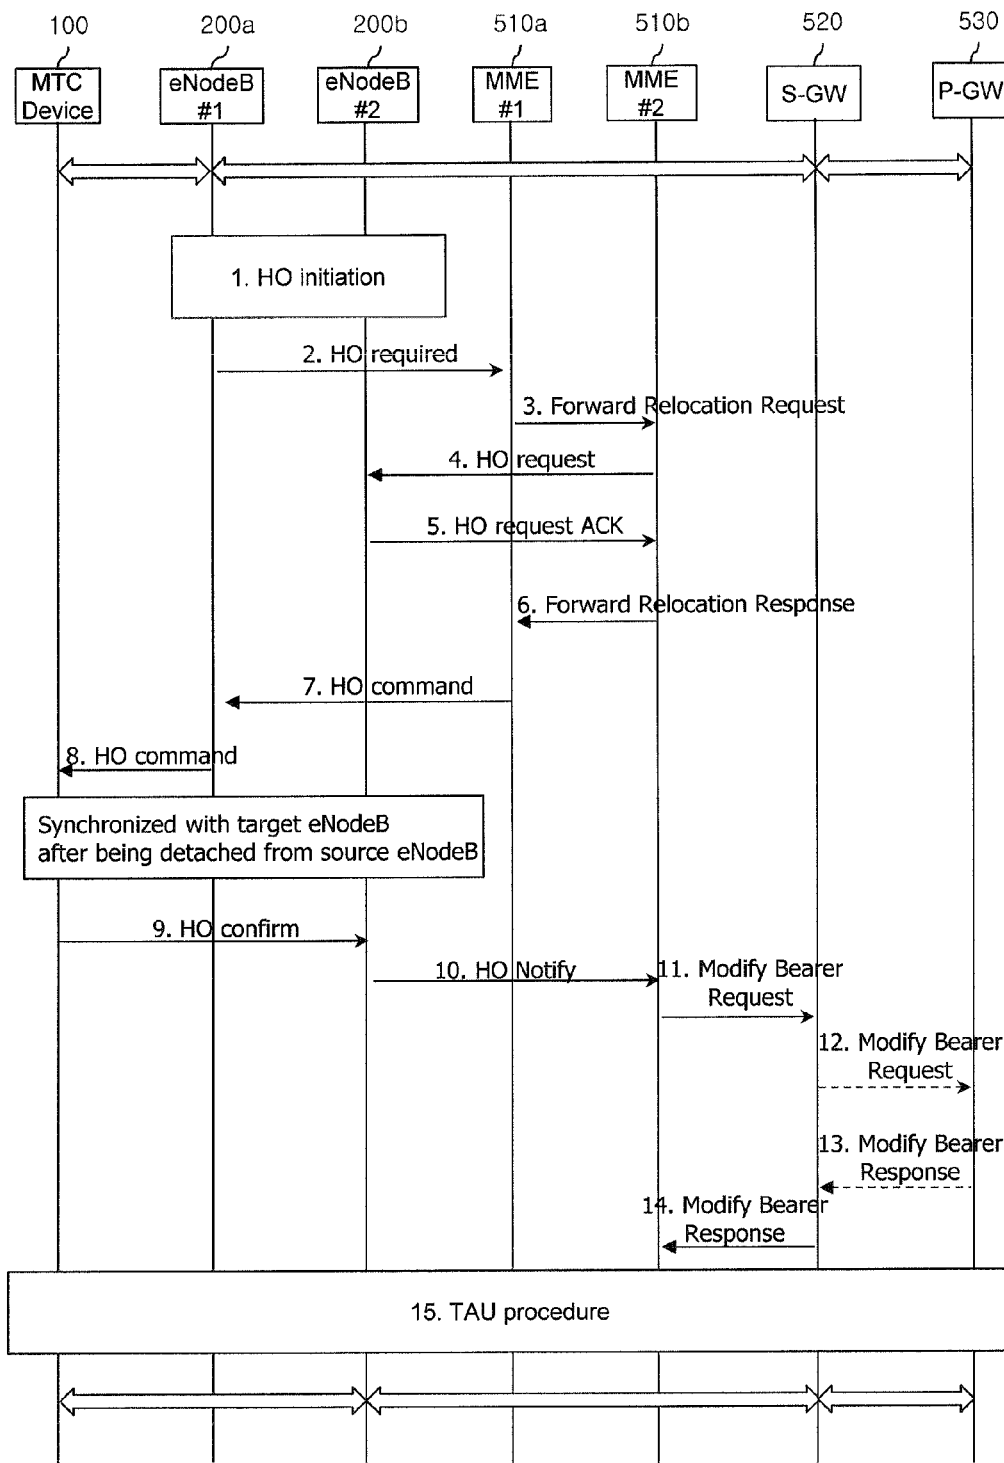 100 200a 200b 510a 510b 520 530
MTC Device
eNodeB #1
eNodeB #2
MME #1
MME #2
S-GW
P-GW
1. HO initiation
2. HO required
3. Forward Relocation Request
4. HO request
5. HO request ACK
6. Forward Relocation Response
7. HO command
8. HO command
Synchronized with target eNodeB
after being detached from source eNodeB
9. HO confirm
10. HO Notify
11. Modify Bearer
Request
12. Modify Bearer
Request
13. Modify Bearer
Response
14. Modify Bearer
Response
15. TAU procedure